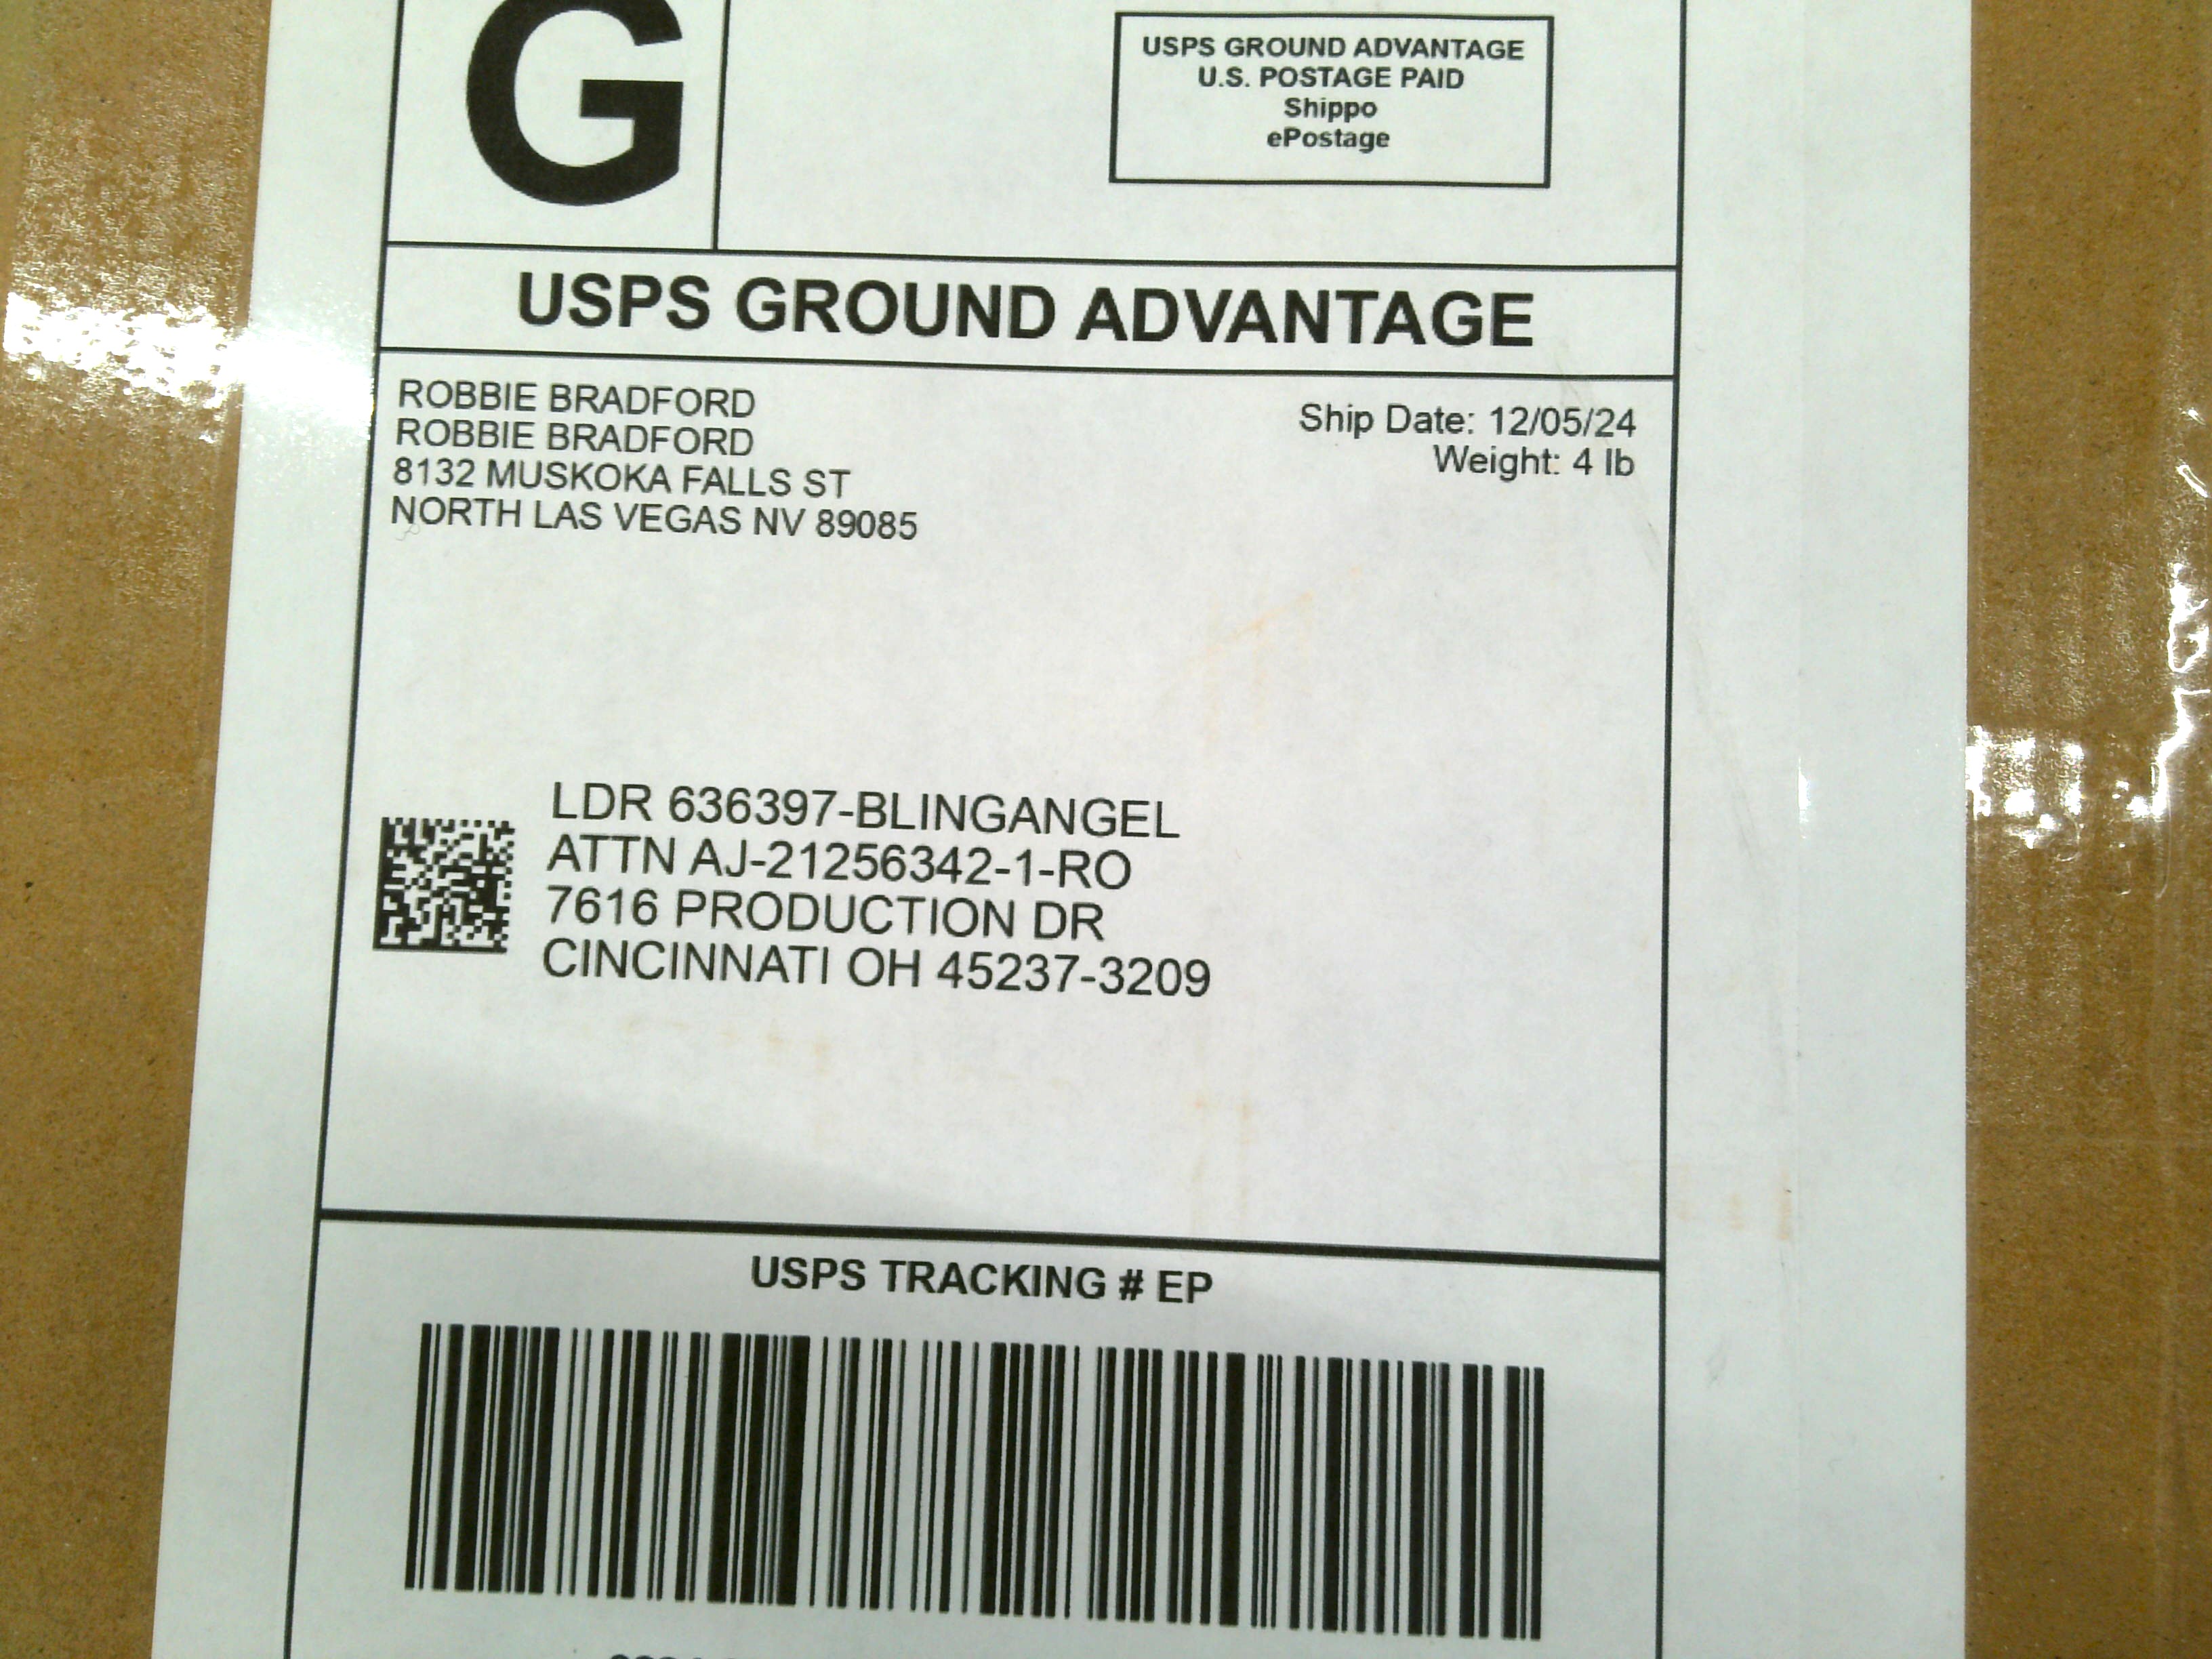 G
USPS GROUND ADVANTAGE
U.S. POSTAGE PAID
Shippo
ePostage
USPS GROUND ADVANTAGE
ROBBIE BRADFORD
ROBBIE BRADFORD
8132 MUSKOKA FALLS ST
NORTH LAS VEGAS NV 89085
Ship Date: 12/05/24
Weight: 4 lb
LDR 636397-BLINGANGEL
ATTN AJ-21256342-1-RO
7616 PRODUCTION DR
CINCINNATI OH 45237-3209
USPS TRACKING # EP